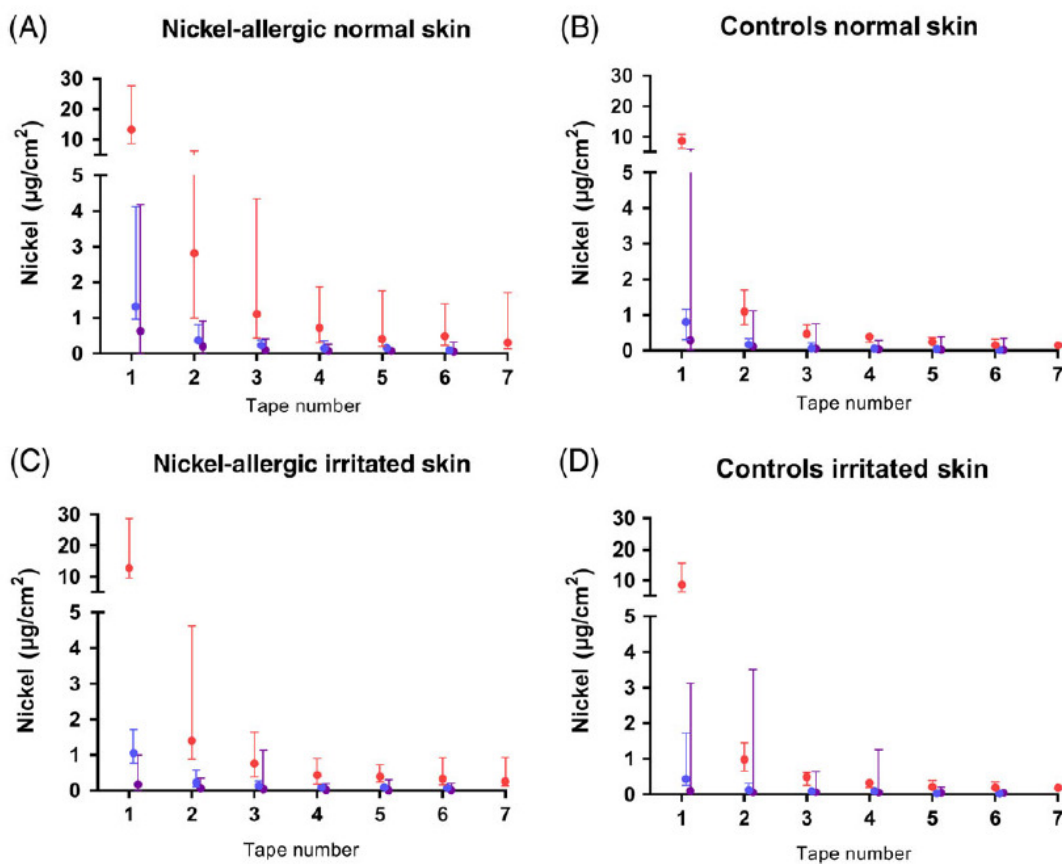 (A) Nickel-allergic normal skin
Nickel (µg/cm²)
30
20
10
5
4
3
2
1
0
1 2 3 4 5 6 7
Tape number
(B) Controls normal skin
Nickel (µg/cm²)
30
20
10
5
4
3
2
1
0
1 2 3 4 5 6 7
Tape number
(C) Nickel-allergic irritated skin
Nickel (µg/cm²)
30
20
10
5
4
3
2
1
0
1 2 3 4 5 6 7
Tape number
(D) Controls irritated skin
Nickel (µg/cm²)
30
20
10
5
4
3
2
1
0
1 2 3 4 5 6 7
Tape number